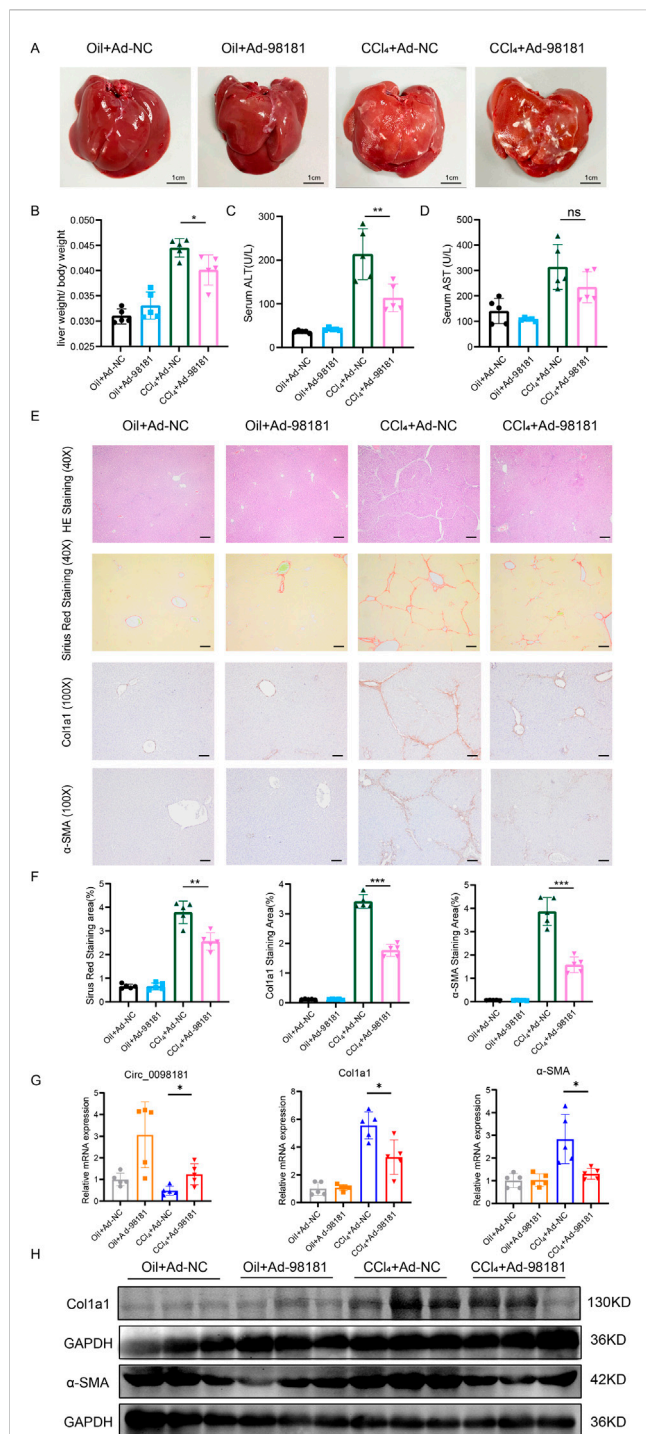 A
Oil+Ad-NC
Oil+Ad-98181
CCl₄+Ad-NC
CCl₄+Ad-98181
1cm
1cm
1cm
1cm
B
liver weight/ body weight
0.050
0.045
0.040
0.035
0.030
0.025
*
Oil+Ad-NC
Oil+Ad-98181
CCl₄+Ad-NC
CCl₄+Ad-98181
C
Serum ALT(U/L)
300
200
100
0
**
Oil+Ad-NC
Oil+Ad-98181
CCl₄+Ad-NC
CCl₄+Ad-98181
D
Serum AST (U/L)
500
400
300
200
100
0
ns
Oil+Ad-NC
Oil+Ad-98181
CCl₄+Ad-NC
CCl₄+Ad-98181
E
Oil+Ad-NC
Oil+Ad-98181
CCl₄+Ad-NC
CCl₄+Ad-98181
HE Staining (40X)
Sirius Red Staining (40X)
Col1a1 (100X)
α-SMA (100X)
F
Sirus Red Staining area(%)
5
4
3
2
1
0
**
Oil+Ad-NC
Oil+Ad-98181
CCl₄+Ad-NC
CCl₄+Ad-98181
Col1a1 Staining Area(%)
4
3
2
1
0
***
Oil+Ad-NC
Oil+Ad-98181
CCl₄+Ad-NC
CCl₄+Ad-98181
α-SMA Staining Area(%)
5
4
3
2
1
0
***
Oil+Ad-NC
Oil+Ad-98181
CCl₄+Ad-NC
CCl₄+Ad-98181
G
Circ_0098181
Relative mRNA expression
5
4
3
2
1
0
*
Oil+Ad-NC
Oil+Ad-98181
CCl₄+Ad-NC
CCl₄+Ad-98181
Col1a1
Relative mRNA expression
8
6
4
2
0
*
Oil+Ad-NC
Oil+Ad-98181
CCl₄+Ad-NC
CCl₄+Ad-98181
α-SMA
Relative mRNA expression
5
4
3
2
1
0
*
Oil+Ad-NC
Oil+Ad-98181
CCl₄+Ad-NC
CCl₄+Ad-98181
H
Oil+Ad-NC
Oil+Ad-98181
CCl₄+Ad-NC
CCl₄+Ad-98181
Col1a1
130KD
GAPDH
36KD
α-SMA
42KD
GAPDH
36KD